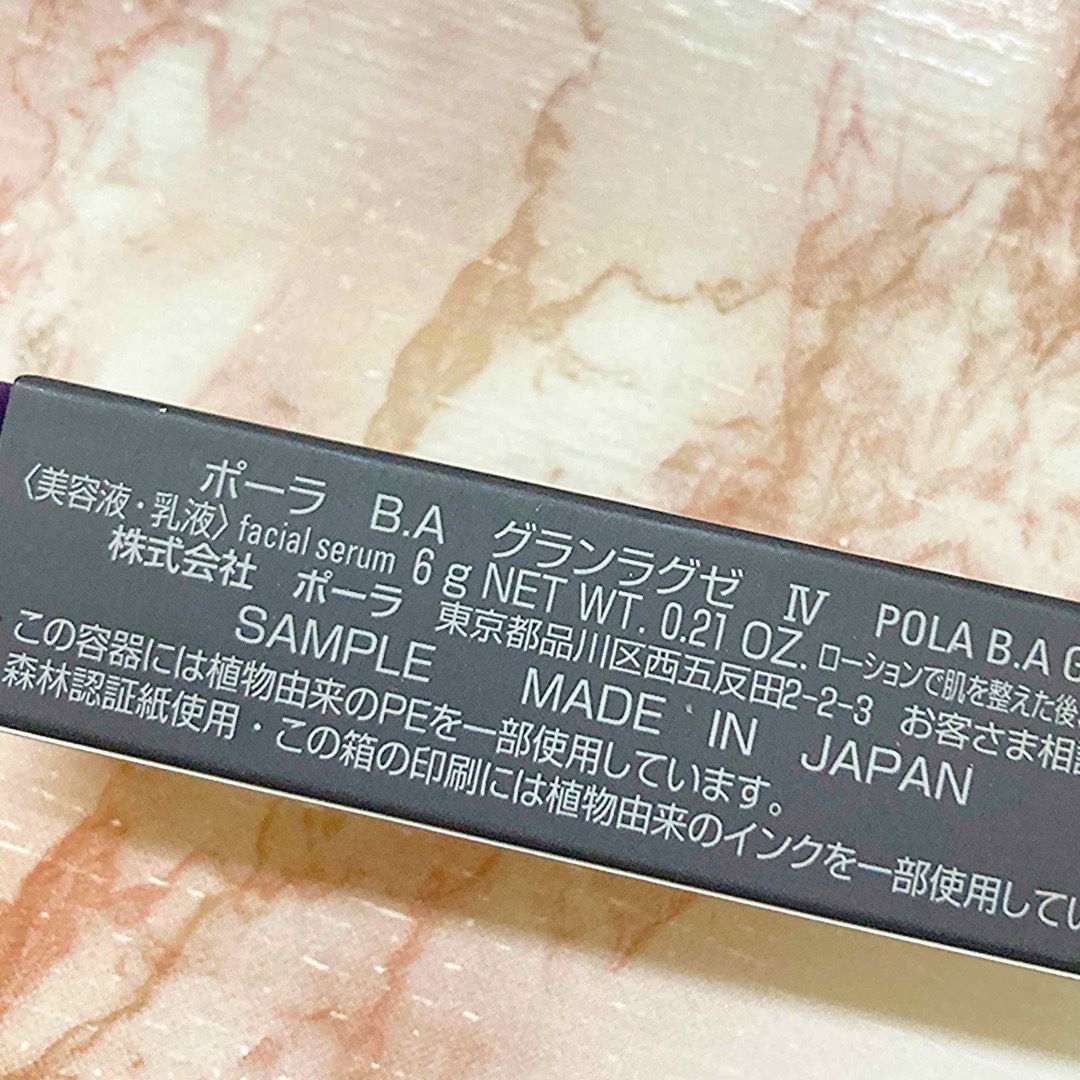 ポーラ B.A グランラグゼ Ⅳ POLA B.A G
〈美容液・乳液〉 facial serum 6 g NET WT. 0.21 OZ. ローションで肌を整えた後
株式会社 ポーラ 東京都品川区西五反田2-2-3 お客さま相談
SAMPLE MADE IN JAPAN
この容器には植物由来のPEを一部使用しています。
森林認証紙使用・この箱の印刷には植物由来のインクを一部使用してい